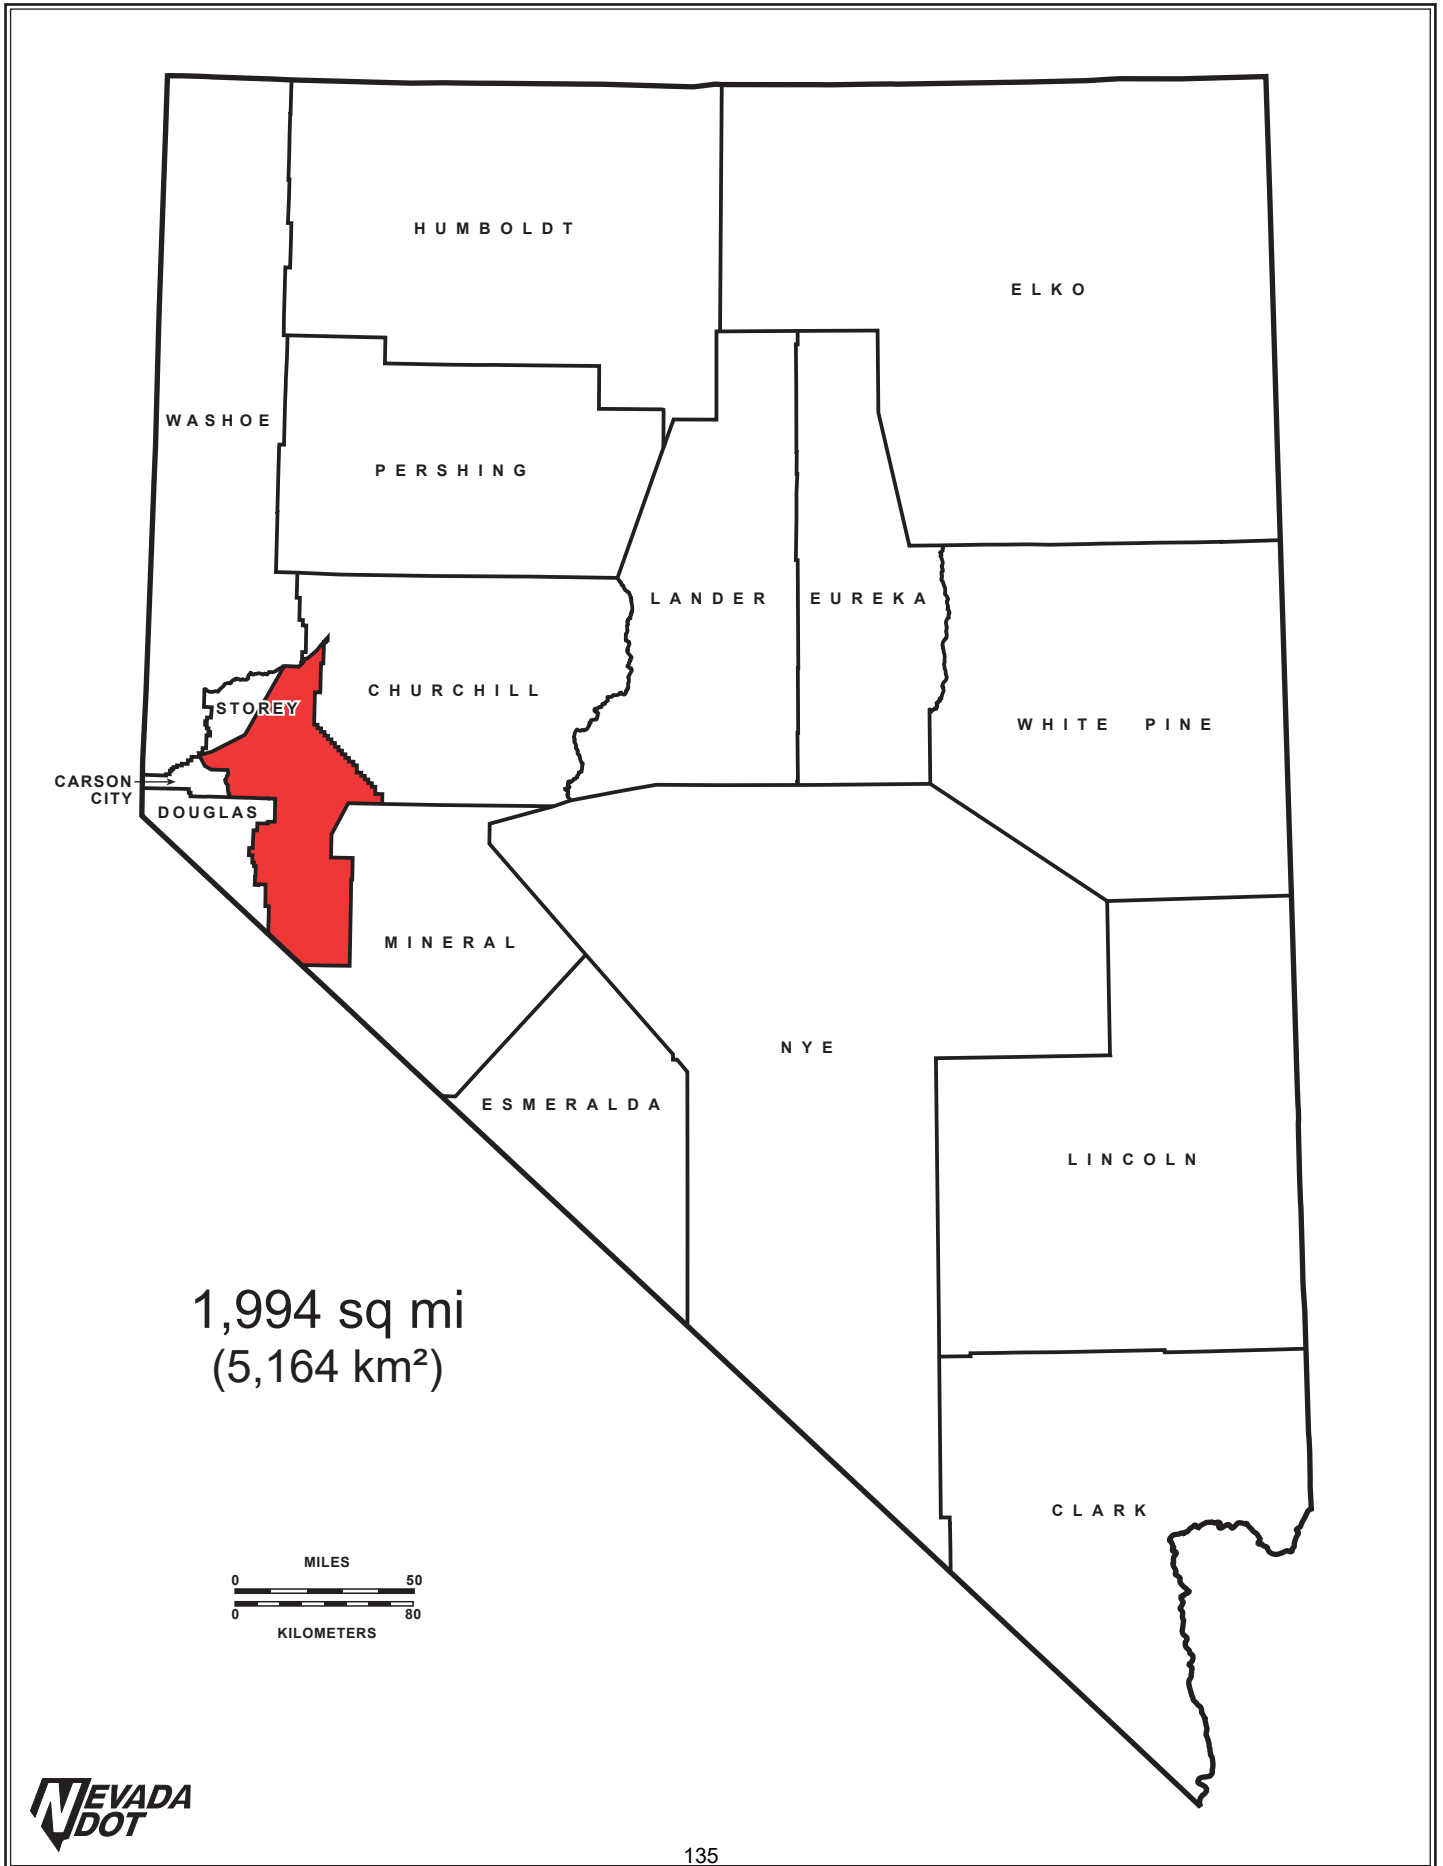 HUMBOLDT
ELKO
WASHOE
PERSHING
LANDER
EUREKA
CHURCHILL
STOREY
WHITE PINE
CARSON
CITY
DOUGLAS
MINERAL
NYE
ESMERALDA
LINCOLN
1,994 sq mi
(5,164 km²)
CLARK
MILES
0 50
0 80
KILOMETERS
NEVADA
DOT
135